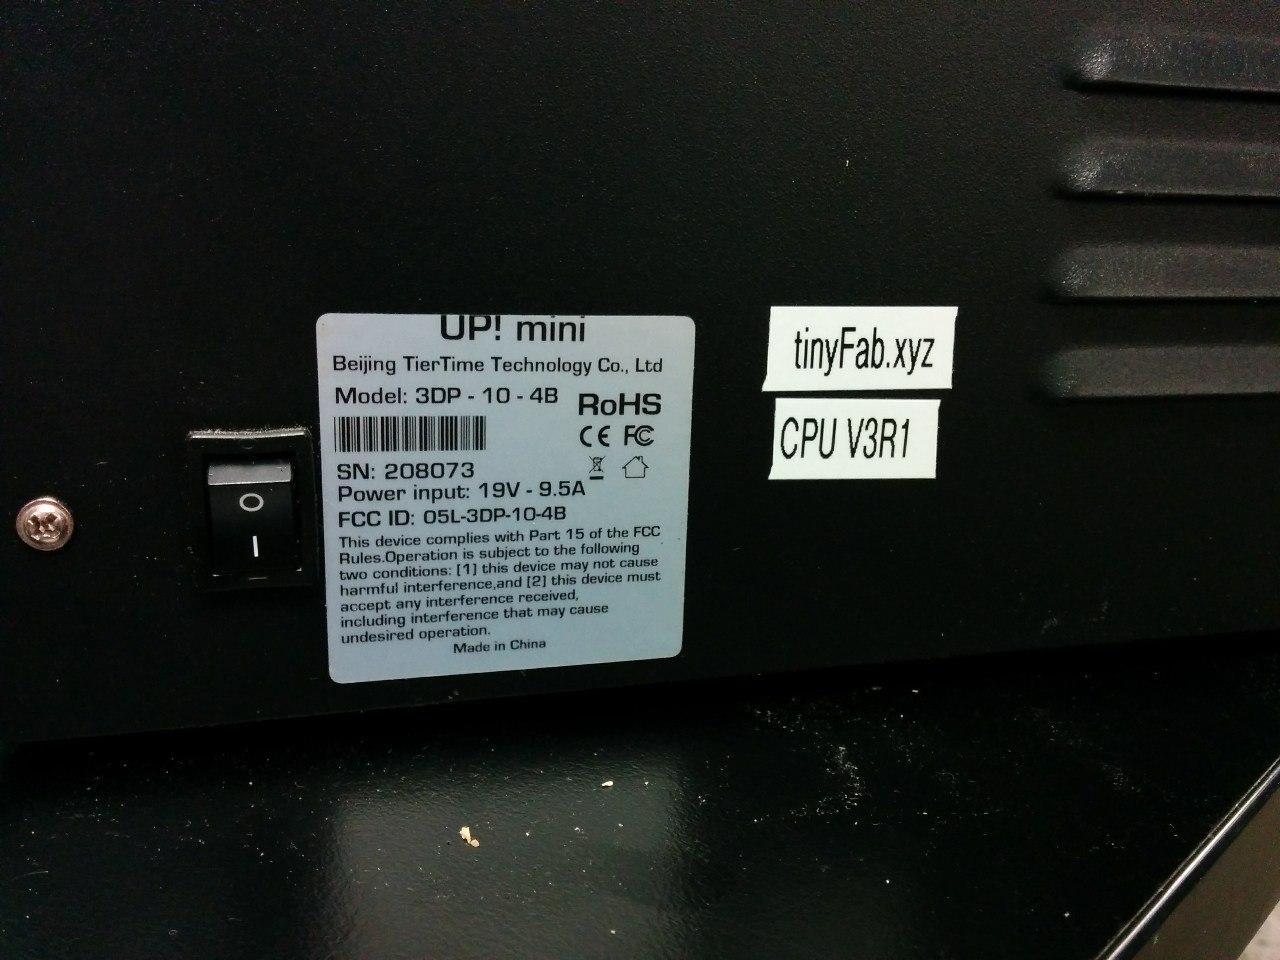 UP! mini
Beijing TierTime Technology Co., Ltd
Model: 3DP - 10 - 4B
RoHS
CE FC
SN: 208073
Power input: 19V - 9.5A
FCC ID: 05L-3DP-10-4B
This device complies with Part 15 of the FCC
Rules.Operation is subject to the following
two conditions: [1] this device may not cause
harmful interference,and [2] this device must
accept any interference received,
including interference that may cause
undesired operation.
Made in China
tinyFab.xyz
CPU V3R1
O
I